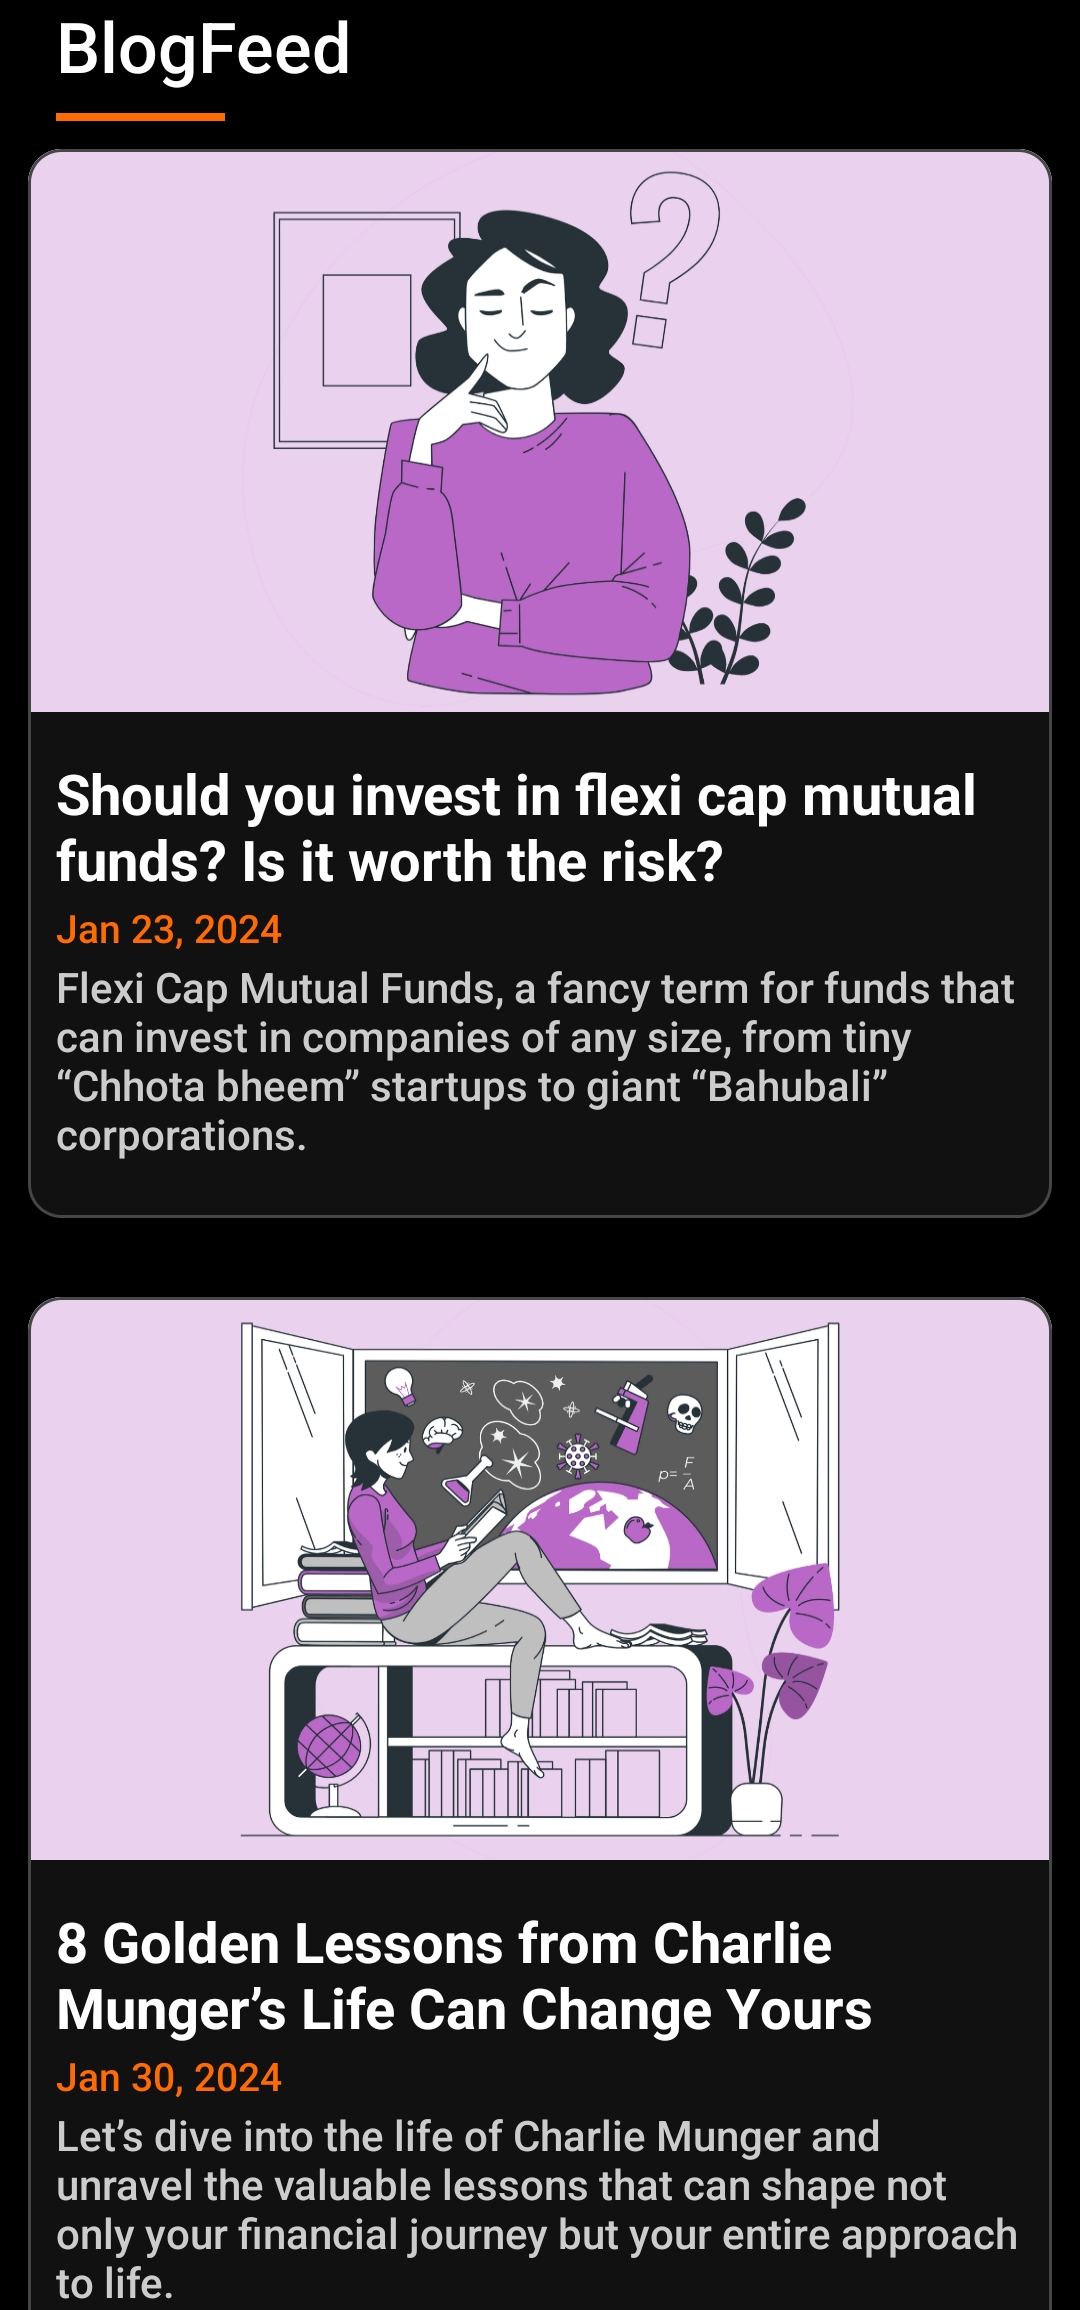 BlogFeed
Should you invest in flexi cap mutual
funds? Is it worth the risk?
Jan 23, 2024
Flexi Cap Mutual Funds, a fancy term for funds that
can invest in companies of any size, from tiny
“Chhota bheem” startups to giant “Bahubali”
corporations.
p= F
A
8 Golden Lessons from Charlie
Munger’s Life Can Change Yours
Jan 30, 2024
Let’s dive into the life of Charlie Munger and
unravel the valuable lessons that can shape not
only your financial journey but your entire approach
to life.